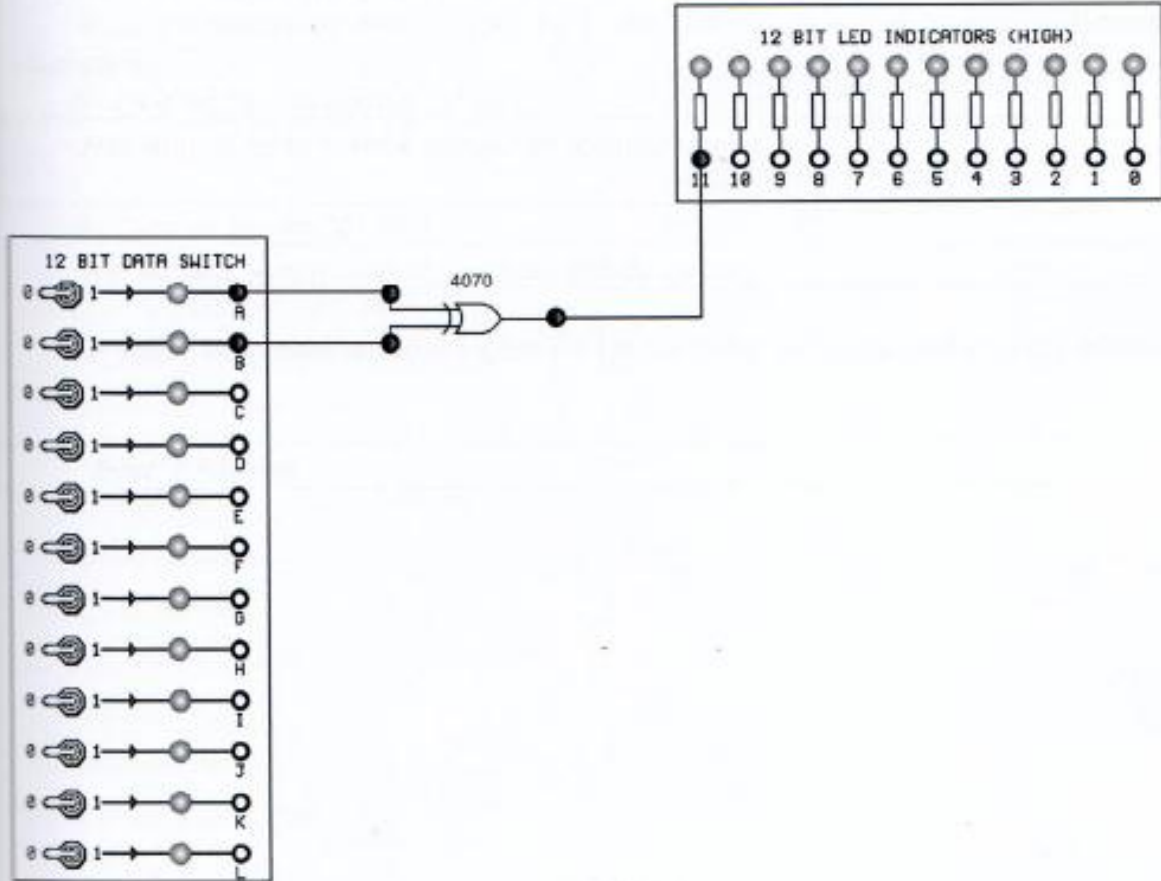 12 BIT LED INDICATORS (HIGH)
11 10 9 8 7 6 5 4 3 2 1 0
12 BIT DATA SWITCH
4070
0 1 A
0 1 B
0 1 C
0 1 D
0 1 E
0 1 F
0 1 G
0 1 H
0 1 I
0 1 J
0 1 K
0 1 L